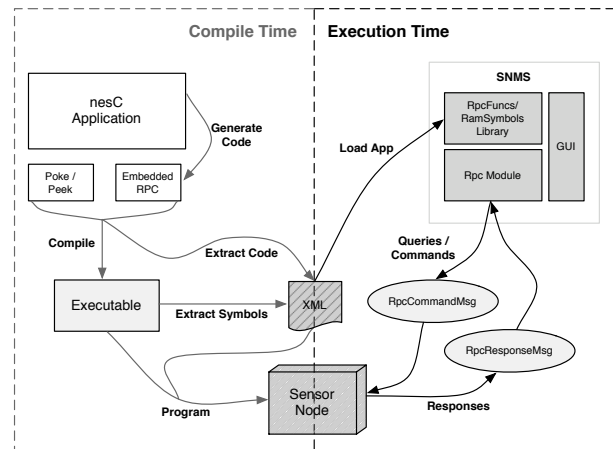 Compile Time
Execution Time
nesC
Application
Generate
Code
Poke /
Peek
Embedded
RPC
Compile
Extract Code
Executable
Extract Symbols
XML
Program
Sensor
Node
Load App
SNMS
RpcFuncs/
RamSymbols
Library
GUI
Rpc Module
Queries /
Commands
RpcCommandMsg
RpcResponseMsg
Responses